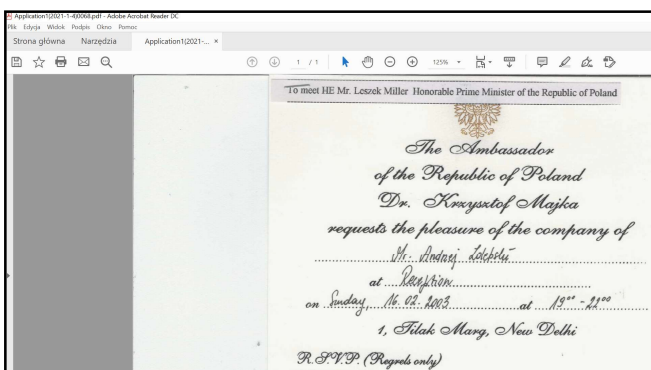 Application1(2021-1-4)0068.pdf - Adobe Acrobat Reader DC
Plik Edycja Widok Podpis Okno Pomoc
Strona główna Narzędzia Application1(2021-... ×
1 / 1 125%
To meet HE Mr. Leszek Miller Honorable Prime Minister of the Republic of Poland
The Ambassador
of the Republic of Poland
Dr. Krzysztof Majka
requests the pleasure of the company of
Mr. Andrzej
at Reception
on Sunday, 16.02.2003 at 19⁰⁰ - 21⁰⁰
1, Tilak Marg, New Delhi
R.S.V.P. (Regrels only)